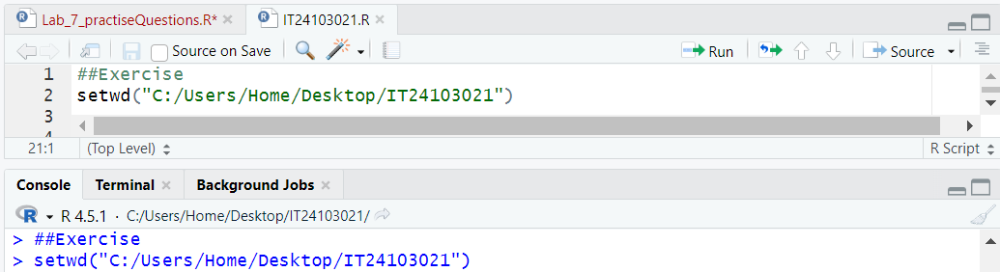 Lab_7_practiseQuestions.R* IT24103021.R
Source on Save Run Source
1 ##Exercise
2 setwd("C:/Users/Home/Desktop/IT24103021")
3
21:1 (Top Level) R Script
Console Terminal Background Jobs
R 4.5.1 · C:/Users/Home/Desktop/IT24103021/
> ##Exercise
> setwd("C:/Users/Home/Desktop/IT24103021")